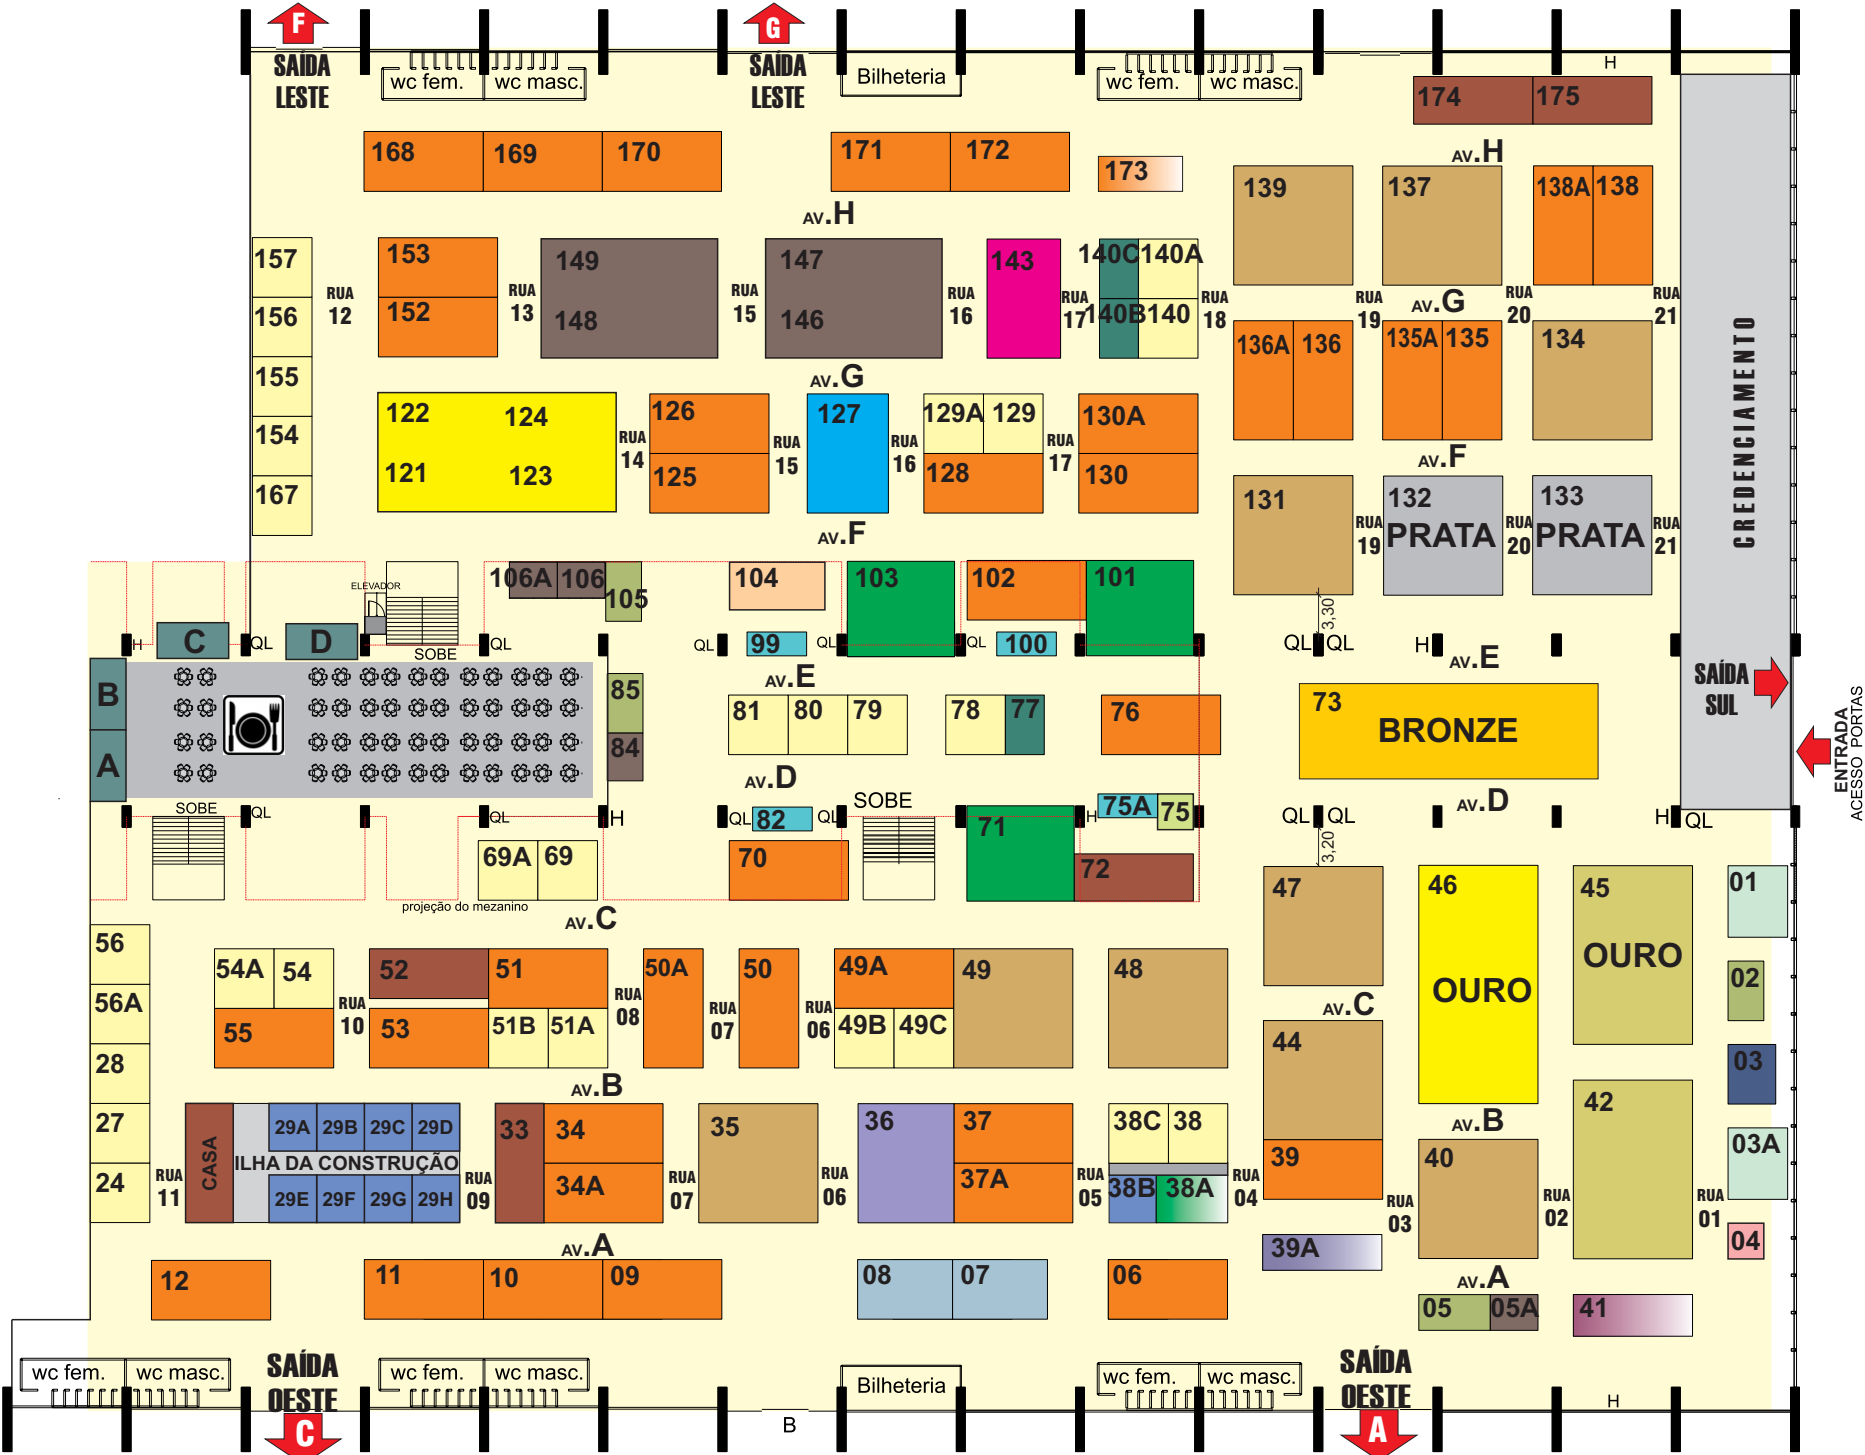 F
G
SAÍDA
LESTE
SAÍDA
LESTE
wc fem.
wc masc.
Bilheteria
wc fem.
wc masc.
H
174
175
168
169
170
171
172
173
AV.H
AV.H
139
137
138A
138
157
156
155
154
167
RUA
12
153
152
RUA
13
149
148
RUA
15
147
146
RUA
16
143
RUA
17
140C
140A
140B
140
RUA
18
RUA
19
AV.G
RUA
20
RUA
21
136A
136
135A
135
134
CREDENCIAMENTO
AV.G
122
124
121
123
RUA
14
126
125
RUA
15
127
RUA
16
129A
129
128
RUA
17
130A
130
AV.F
131
RUA
19
132
PRATA
RUA
20
133
PRATA
RUA
21
AV.F
ELEVADOR
106A
106
105
104
103
102
101
3,30
C
D
H
QL
SOBE
QL
QL
99
QL
QL
100
QL
QL
H
AV.E
AV.E
B
A
85
84
81
80
79
78
77
76
73
BRONZE
SAÍDA
SUL
ENTRADA
ACESSO PORTAS
AV.D
AV.D
SOBE
QL
QL
H
QL
82
QL
SOBE
71
H
75A
75
QL
QL
H
QL
3,20
69A
69
70
72
projeção do mezanino
AV.C
47
46
OURO
45
OURO
01
02
03
03A
04
56
56A
28
27
24
54A
54
55
RUA
10
52
51
53
51B
51A
RUA
08
50A
RUA
07
50
RUA
06
49A
49
49B
49C
48
AV.C
44
39
AV.B
AV.B
40
42
RUA
11
CASA
29A
29B
29C
29D
ILHA DA CONSTRUÇÃO
29E
29F
29G
29H
RUA
09
33
34
34A
RUA
07
35
RUA
06
36
37
37A
RUA
05
38C
38
38B
38A
RUA
04
RUA
03
RUA
02
RUA
01
39A
AV.A
AV.A
12
11
10
09
08
07
06
05
05A
41
wc fem.
wc masc.
SAÍDA
OESTE
wc fem.
wc masc.
Bilheteria
wc fem.
wc masc.
SAÍDA
OESTE
H
C
B
A